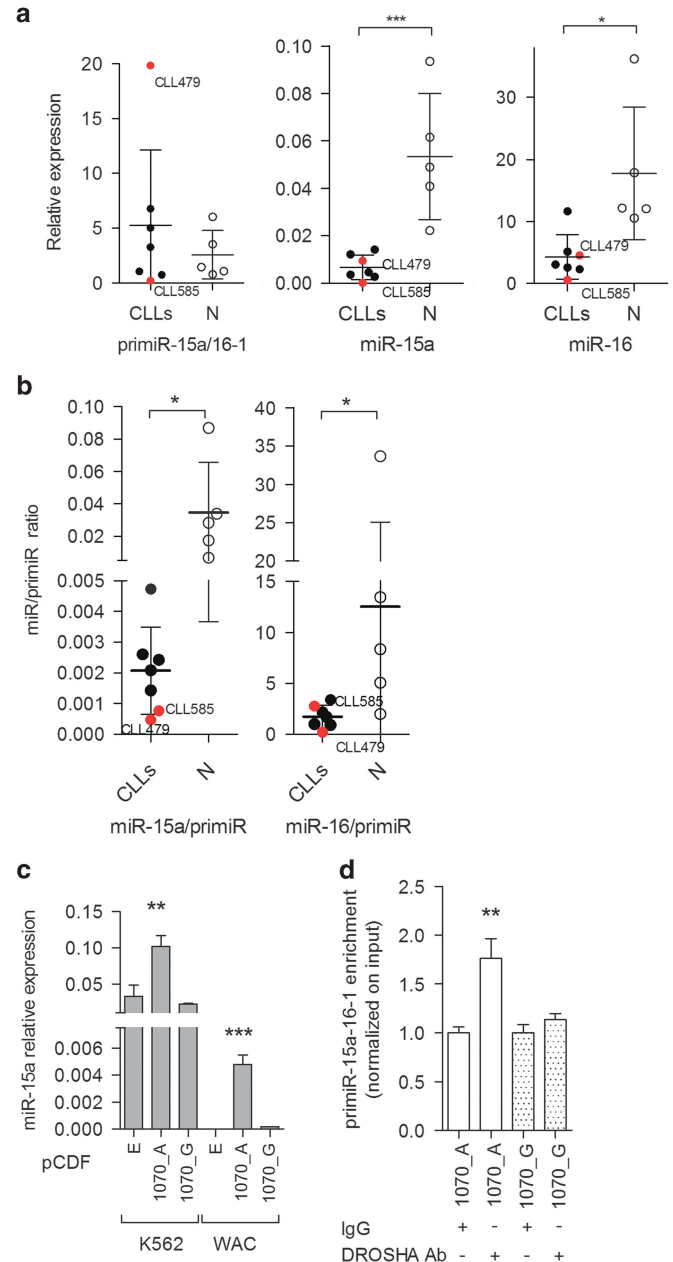 a
Relative expression
20
15
10
5
0
CLL479
CLL585
CLLs N
primiR-15a/16-1
***
0.10
0.08
0.06
0.04
0.02
0.00
CLL479
CLL585
CLLs N
miR-15a
*
30
20
10
0
CLL479
CLL585
CLLs N
miR-16
b
miR/primiR ratio
*
0.10
0.08
0.06
0.04
0.02
0.005
0.004
0.003
0.002
0.001
0.000
CLL585
CLL479
CLLs N
miR-15a/primiR
*
40
35
30
25
20
15
10
5
0
CLL585
CLL479
CLLs N
miR-16/primiR
c
miR-15a relative expression
0.15
0.10
0.05
0.006
0.004
0.002
0.000
**
***
pCDF
E 1070_A 1070_G E 1070_A 1070_G
K562 WAC
d
primiR-15a-16-1 enrichment
(normalized on input)
2.5
2.0
1.5
1.0
0.5
0.0
**
1070_A 1070_A 1070_G 1070_G
IgG + - + -
DROSHA Ab - + - +